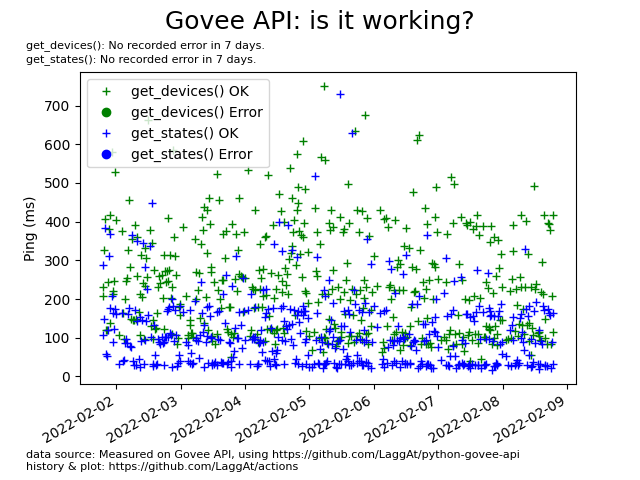 Govee API: is it working?
get_devices(): No recorded error in 7 days.
get_states(): No recorded error in 7 days.
get_devices() OK
get_devices() Error
get_states() OK
get_states() Error
Ping (ms)
700
600
500
400
300
200
100
0
2022-02-02
2022-02-03
2022-02-04
2022-02-05
2022-02-06
2022-02-07
2022-02-08
2022-02-09
data source: Measured on Govee API, using https://github.com/LaggAt/python-govee-api
history & plot: https://github.com/LaggAt/actions